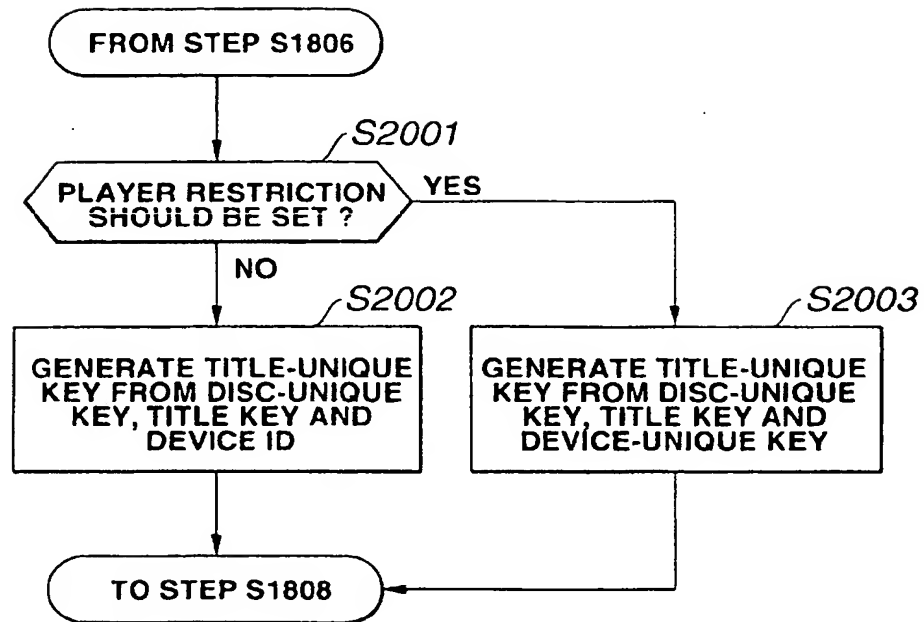 FROM STEP S1806
S2001
PLAYER RESTRICTION
SHOULD BE SET ?
YES
NO
S2002
GENERATE TITLE-UNIQUE
KEY FROM DISC-UNIQUE
KEY, TITLE KEY AND
DEVICE ID
S2003
GENERATE TITLE-UNIQUE
KEY FROM DISC-UNIQUE
KEY, TITLE KEY AND
DEVICE-UNIQUE KEY
TO STEP S1808